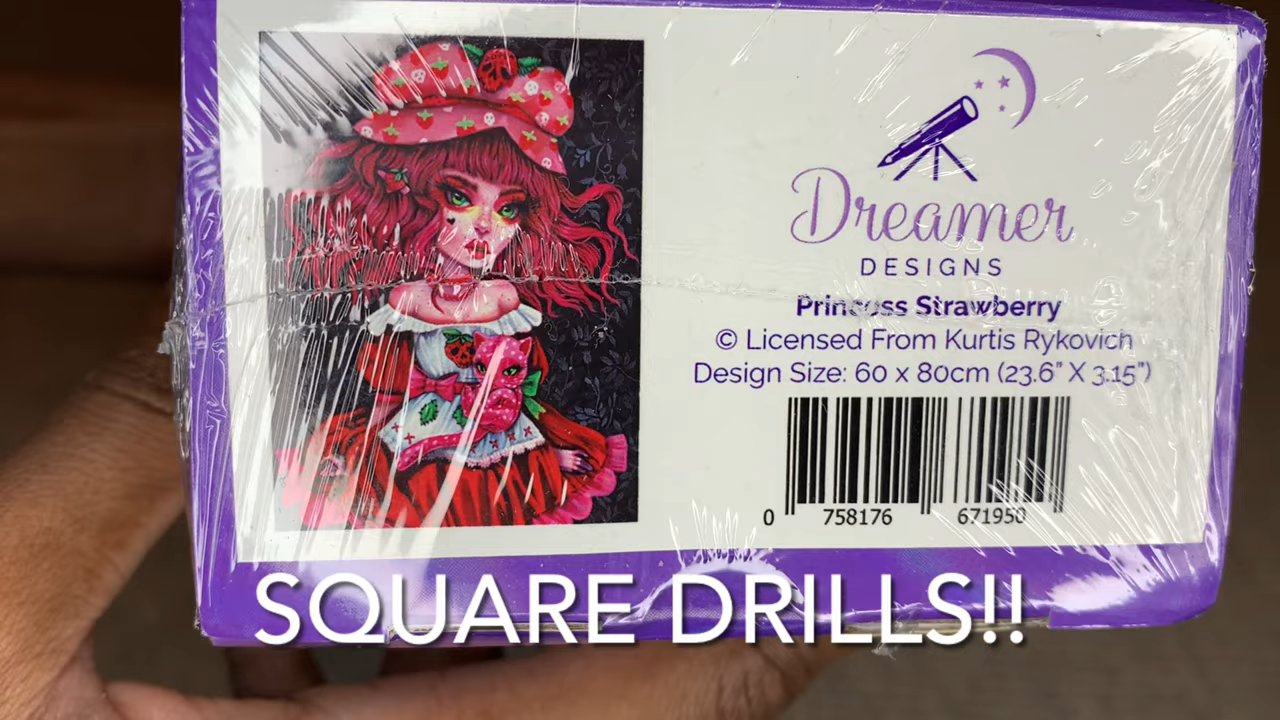 Dreamer
DESIGNS
Princess Strawberry
© Licensed From Kurtis Rykovich
Design Size: 60 x 80cm (23.6" X 3.15")
0 758176 671950
SQUARE DRILLS!!